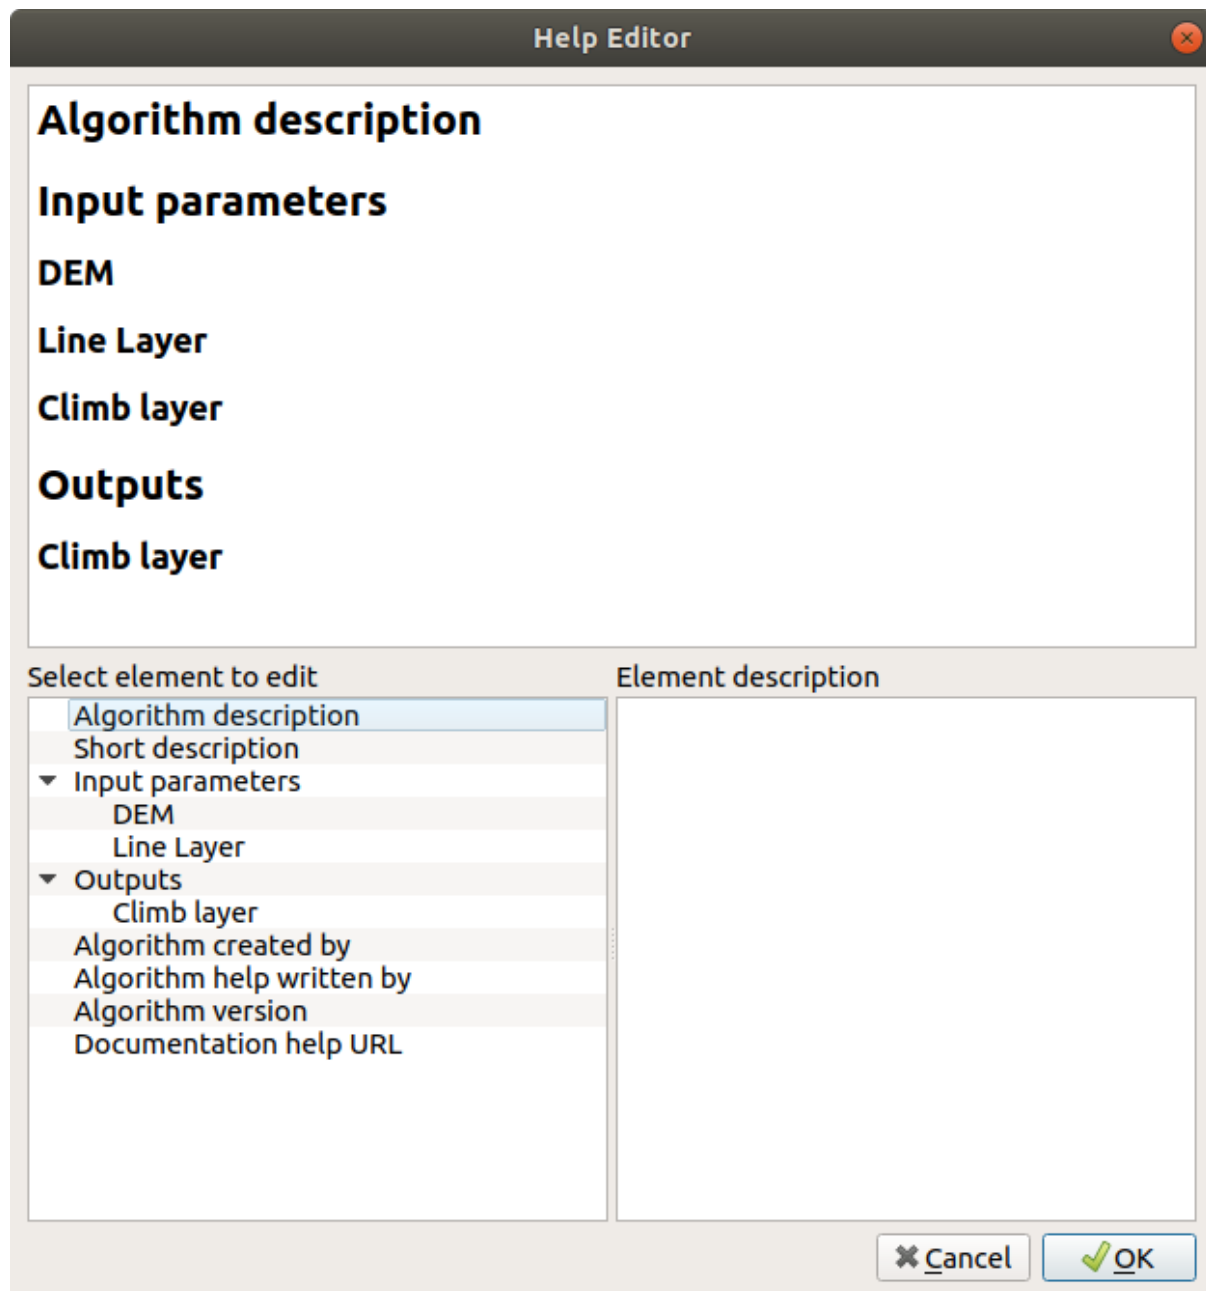 Help Editor
Algorithm description
Input parameters
DEM
Line Layer
Climb layer
Outputs
Climb layer
Select element to edit
Algorithm description
Short description
Input parameters
DEM
Line Layer
Outputs
Climb layer
Algorithm created by
Algorithm help written by
Algorithm version
Documentation help URL
Element description
Cancel
OK